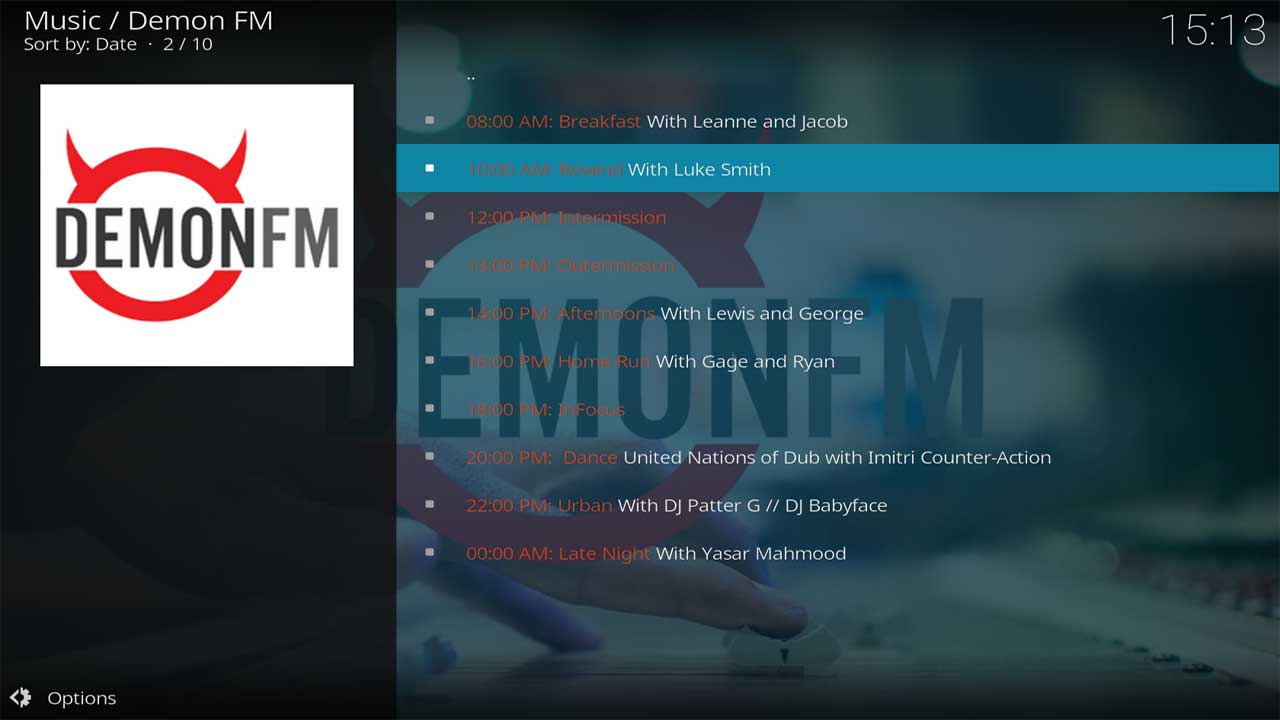 Music / Demon FM
Sort by: Date · 2 / 10
15:13
DEMONFM
..
08:00 AM: Breakfast With Leanne and Jacob
10:00 AM: Rewind With Luke Smith
12:00 PM: Intermission
13:00 PM: Outermission
14:00 PM: Afternoons With Lewis and George
16:00 PM: Home Run With Gage and Ryan
18:00 PM: InFocus
20:00 PM: Dance United Nations of Dub with Imitri Counter-Action
22:00 PM: Urban With DJ Patter G // DJ Babyface
00:00 AM: Late Night With Yasar Mahmood
DEMONFM
Options